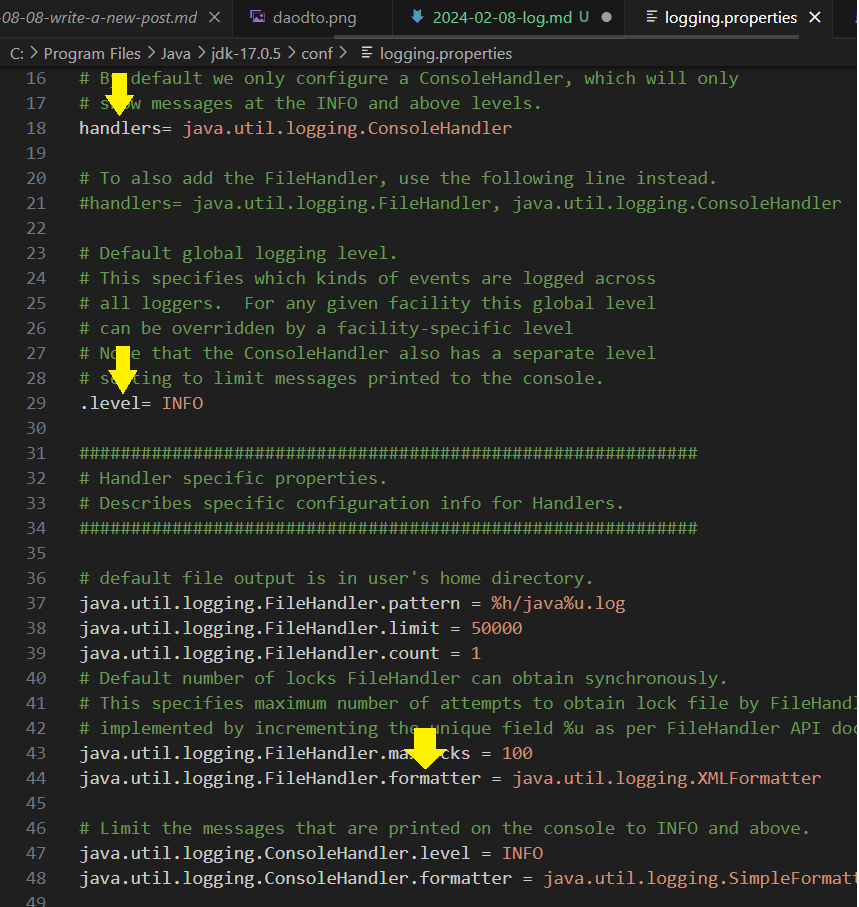 -08-08-write-a-new-post.md
daodto.png
2024-02-08-log.md U
logging.properties
C: > Program Files > Java > jdk-17.0.5 > conf > logging.properties
16 # By default we only configure a ConsoleHandler, which will only
17 # show messages at the INFO and above levels.
18 handlers= java.util.logging.ConsoleHandler
19
20 # To also add the FileHandler, use the following line instead.
21 #handlers= java.util.logging.FileHandler, java.util.logging.ConsoleHandler
22
23 # Default global logging level.
24 # This specifies which kinds of events are logged across
25 # all loggers.  For any given facility this global level
26 # can be overridden by a facility-specific level
27 # Note that the ConsoleHandler also has a separate level
28 # setting to limit messages printed to the console.
29 .level= INFO
30
31 ############################################################
32 # Handler specific properties.
33 # Describes specific configuration info for Handlers.
34 ############################################################
35
36 # default file output is in user's home directory.
37 java.util.logging.FileHandler.pattern = %h/java%u.log
38 java.util.logging.FileHandler.limit = 50000
39 java.util.logging.FileHandler.count = 1
40 # Default number of locks FileHandler can obtain synchronously.
41 # This specifies maximum number of attempts to obtain lock file by FileHandl
42 # implemented by incrementing the unique field %u as per FileHandler API doc
43 java.util.logging.FileHandler.maxLocks = 100
44 java.util.logging.FileHandler.formatter = java.util.logging.XMLFormatter
45
46 # Limit the messages that are printed on the console to INFO and above.
47 java.util.logging.ConsoleHandler.level = INFO
48 java.util.logging.ConsoleHandler.formatter = java.util.logging.SimpleFormatt
49